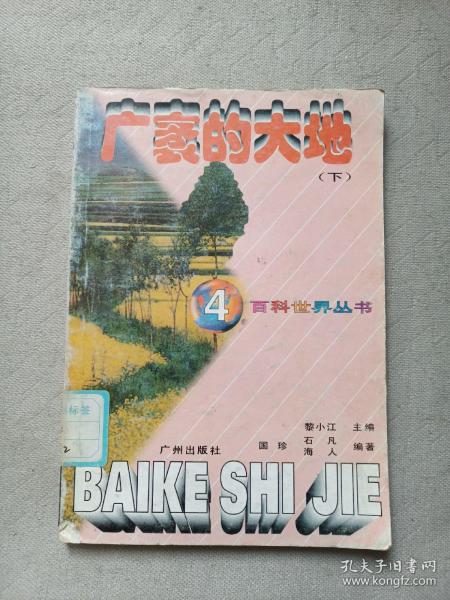 广袤的大地
（下）
4
百科世界丛书
黎小江 主编
国珍 石凡 海人 编著
标签
2
广州出版社
BAIKE SHI JIE
孔夫子旧书网
www.kongfz.com